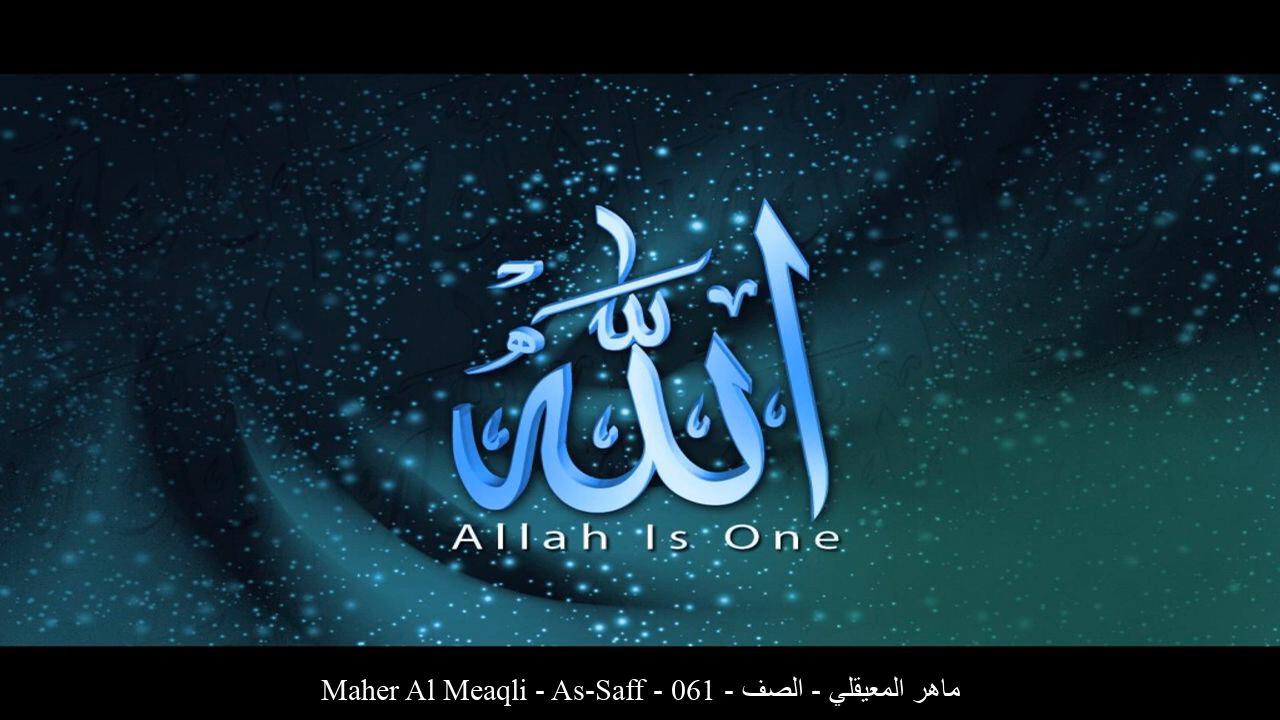 الله
Allah Is One
Maher Al Meaqli - As-Saff - 061 - ماهر المعيقلي - الصف